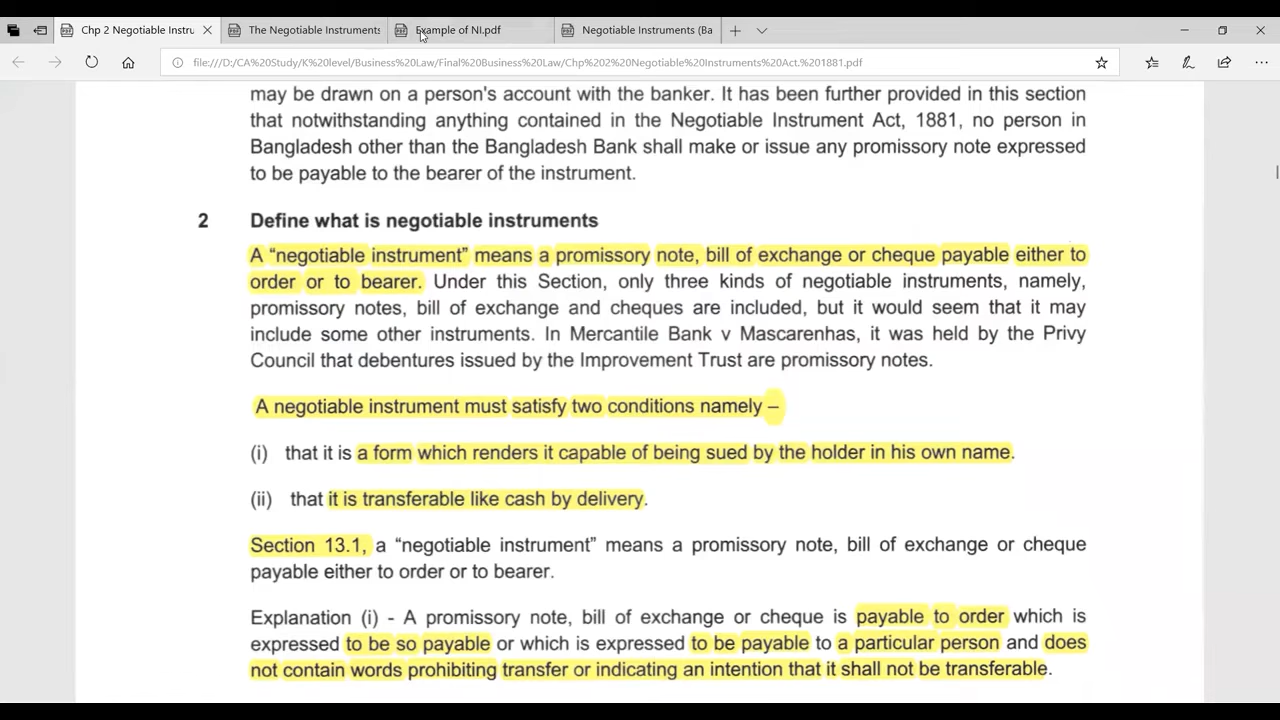 Chp 2 Negotiable Instru
The Negotiable Instruments
Example of NI.pdf
Negotiable Instruments (Ba
file:///D:/CA%20Study/K%20level/Business%20Law/Final%20Business%20Law/Chp%202%20Negotiable%20Instruments%20Act,%201881.pdf
may be drawn on a person's account with the banker. It has been further provided in this section
that notwithstanding anything contained in the Negotiable Instrument Act, 1881, no person in
Bangladesh other than the Bangladesh Bank shall make or issue any promissory note expressed
to be payable to the bearer of the instrument.
2 Define what is negotiable instruments
A “negotiable instrument” means a promissory note, bill of exchange or cheque payable either to
order or to bearer. Under this Section, only three kinds of negotiable instruments, namely,
promissory notes, bill of exchange and cheques are included, but it would seem that it may
include some other instruments. In Mercantile Bank v Mascarenhas, it was held by the Privy
Council that debentures issued by the Improvement Trust are promissory notes.
A negotiable instrument must satisfy two conditions namely –
(i) that it is a form which renders it capable of being sued by the holder in his own name.
(ii) that it is transferable like cash by delivery.
Section 13.1, a “negotiable instrument” means a promissory note, bill of exchange or cheque
payable either to order or to bearer.
Explanation (i) - A promissory note, bill of exchange or cheque is payable to order which is
expressed to be so payable or which is expressed to be payable to a particular person and does
not contain words prohibiting transfer or indicating an intention that it shall not be transferable.